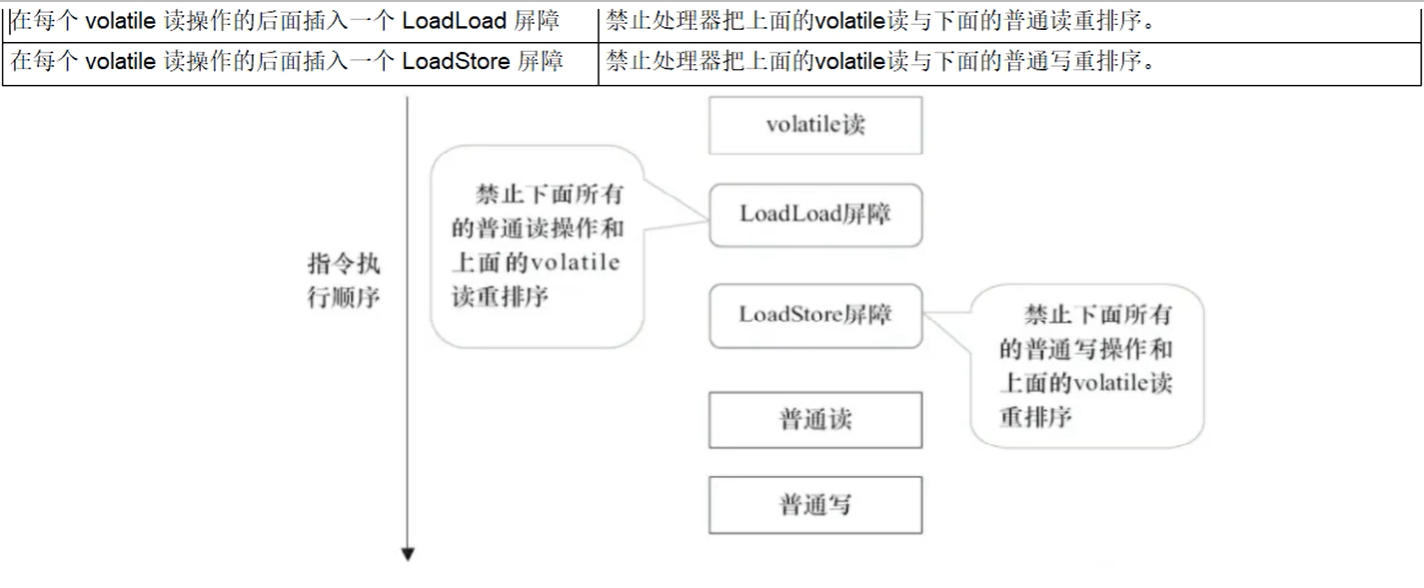 在每个 volatile 读操作的后面插入一个 LoadLoad 屏障 禁止处理器把上面的volatile读与下面的普通读重排序。
在每个 volatile 读操作的后面插入一个 LoadStore 屏障 禁止处理器把上面的volatile读与下面的普通写重排序。
volatile读
禁止下面所有
的普通读操作和
上面的volatile
读重排序
LoadLoad屏障
指令执
行顺序
LoadStore屏障
禁止下面所有
的普通写操作和
上面的volatile读
重排序
普通读
普通写